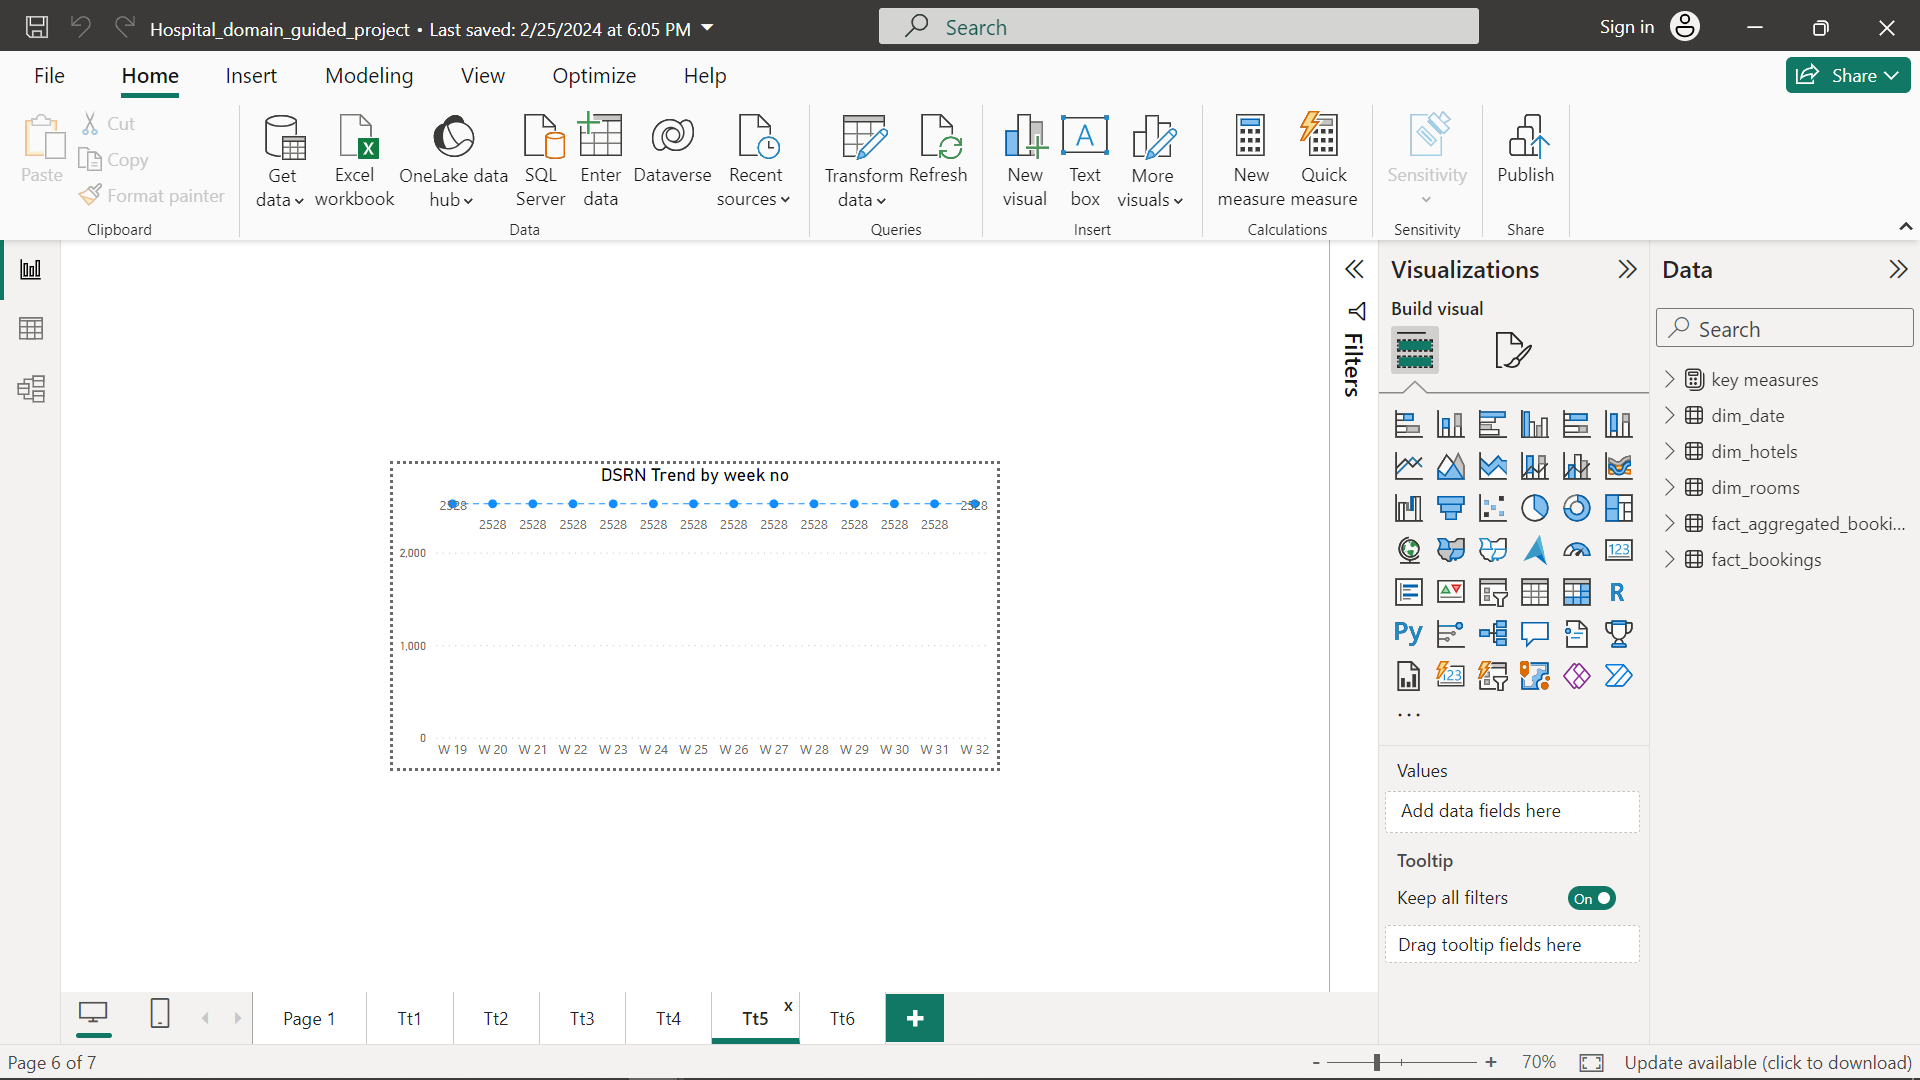 Hospital_domain_guided_project • Last saved: 2/25/2024 at 6:05 PM
Search
Sign in
File Home Insert Modeling View Optimize Help
Share
Paste
Cut
Copy
Format painter
Clipboard
Get data
Excel workbook
OneLake data hub
SQL Server
Enter data
Dataverse
Recent sources
Data
Transform data
Refresh
Queries
New visual
A
Text box
More visuals
Insert
New measure
Quick measure
Calculations
Sensitivity
Sensitivity
Publish
Share
DSRN Trend by week no
2528 2528
2528 2528 2528 2528 2528 2528 2528 2528 2528 2528 2528 2528
2,000
1,000
0
W 19 W 20 W 21 W 22 W 23 W 24 W 25 W 26 W 27 W 28 W 29 W 30 W 31 W 32
Filters
Visualizations
Build visual
123
R
Py
123
...
Values
Add data fields here
Tooltip
Keep all filters
On
Drag tooltip fields here
Data
Search
key measures
dim_date
dim_hotels
dim_rooms
fact_aggregated_booki...
fact_bookings
Page 1 Tt1 Tt2 Tt3 Tt4 Tt5 x Tt6 +
Page 6 of 7
- + 70%
Update available (click to download)